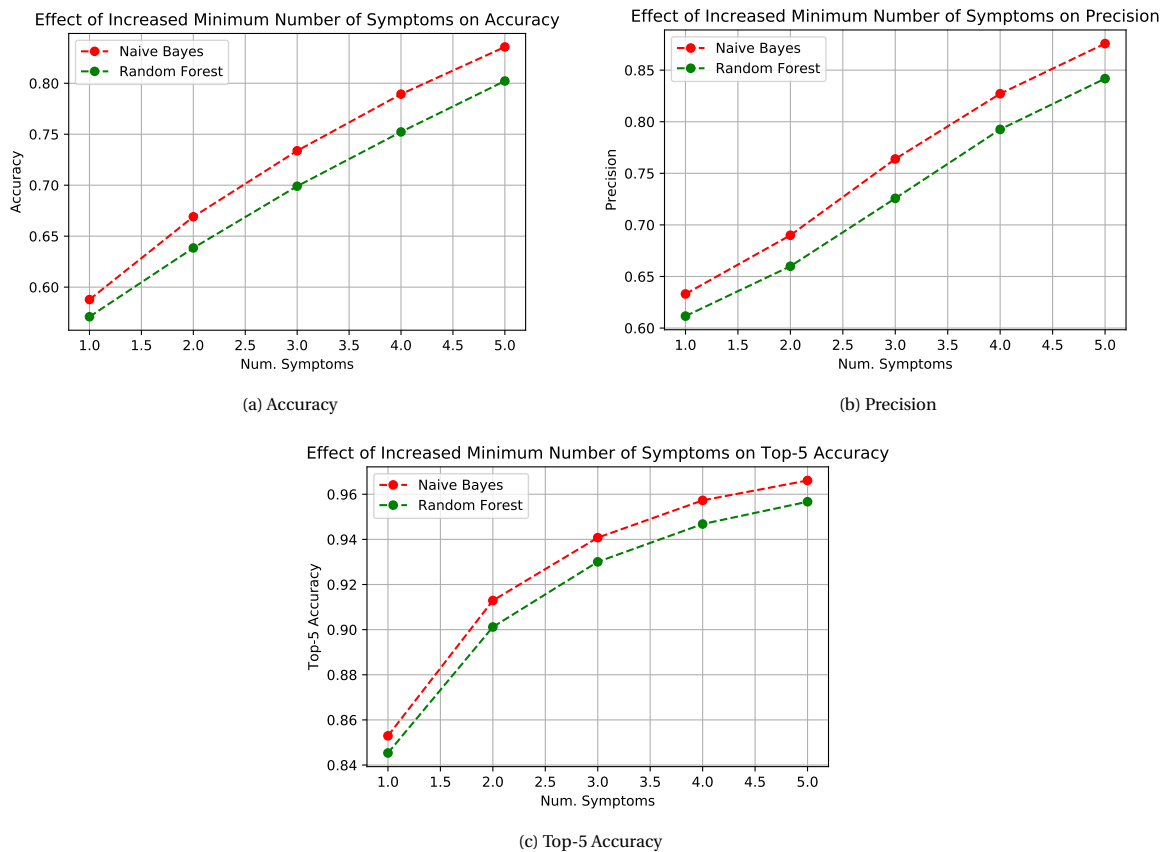 Effect of Increased Minimum Number of Symptoms on Accuracy
Naive Bayes
Random Forest
0.80
0.75
0.70
0.65
0.60
Accuracy
1.0 1.5 2.0 2.5 3.0 3.5 4.0 4.5 5.0
Num. Symptoms
(a) Accuracy
Effect of Increased Minimum Number of Symptoms on Precision
Naive Bayes
Random Forest
0.85
0.80
0.75
0.70
0.65
0.60
Precision
1.0 1.5 2.0 2.5 3.0 3.5 4.0 4.5 5.0
Num. Symptoms
(b) Precision
Effect of Increased Minimum Number of Symptoms on Top-5 Accuracy
Naive Bayes
Random Forest
0.96
0.94
0.92
0.90
0.88
0.86
0.84
Top-5 Accuracy
1.0 1.5 2.0 2.5 3.0 3.5 4.0 4.5 5.0
Num. Symptoms
(c) Top-5 Accuracy